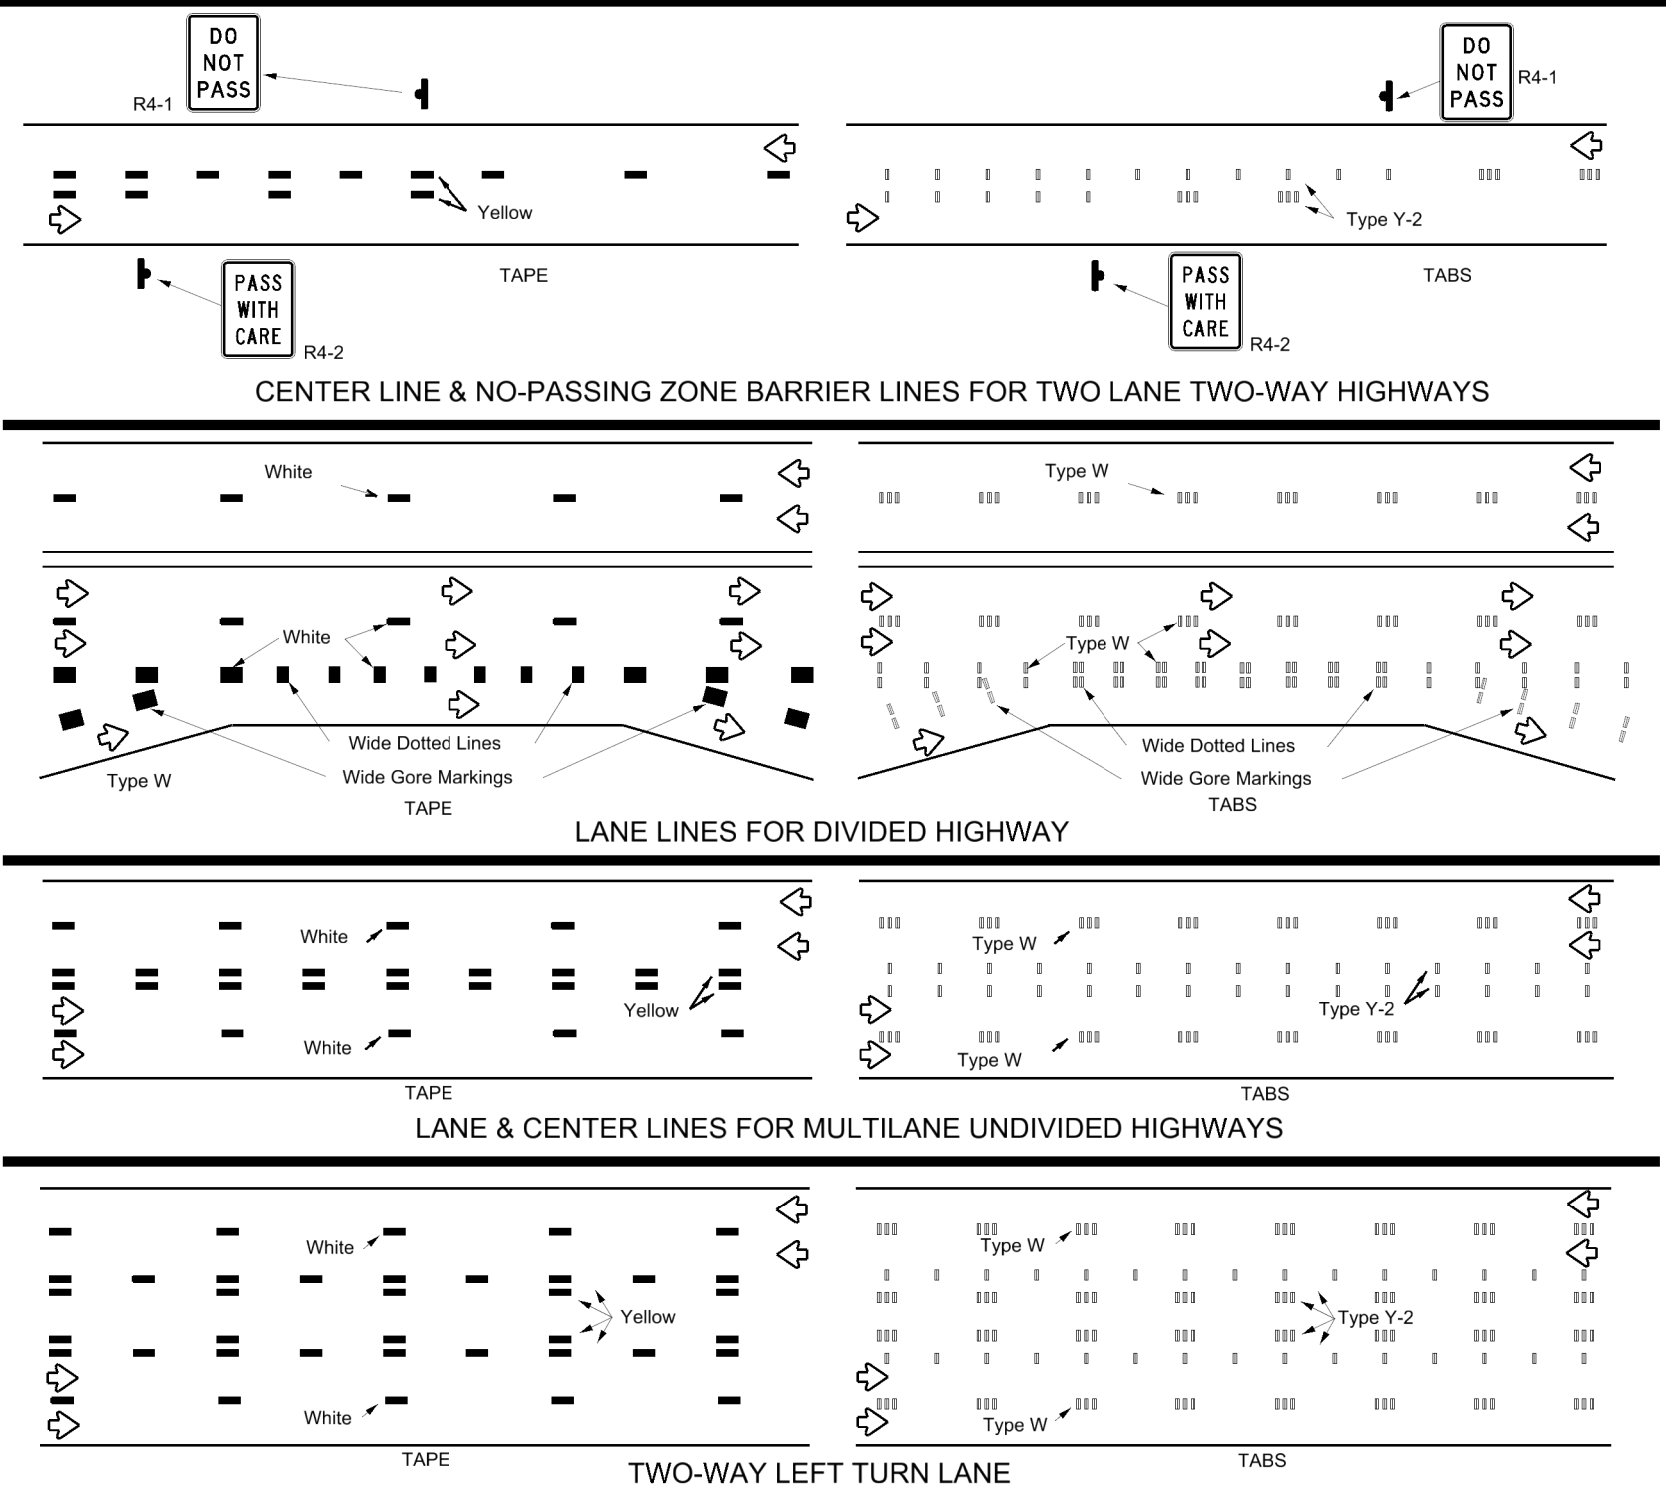 DO
NOT
PASS
R4-1
DO
NOT
PASS
R4-1
Yellow
Type Y-2
TAPE
TABS
PASS
WITH
CARE
R4-2
PASS
WITH
CARE
R4-2
CENTER LINE & NO-PASSING ZONE BARRIER LINES FOR TWO LANE TWO-WAY HIGHWAYS
White
Type W
White
Type W
Wide Dotted Lines
Wide Dotted Lines
Type W
Wide Gore Markings
Wide Gore Markings
TAPE
TABS
LANE LINES FOR DIVIDED HIGHWAY
White
Type W
Yellow
Type Y-2
White
Type W
TAPE
TABS
LANE & CENTER LINES FOR MULTILANE UNDIVIDED HIGHWAYS
White
Type W
Yellow
Type Y-2
White
Type W
TAPE
TABS
TWO-WAY LEFT TURN LANE